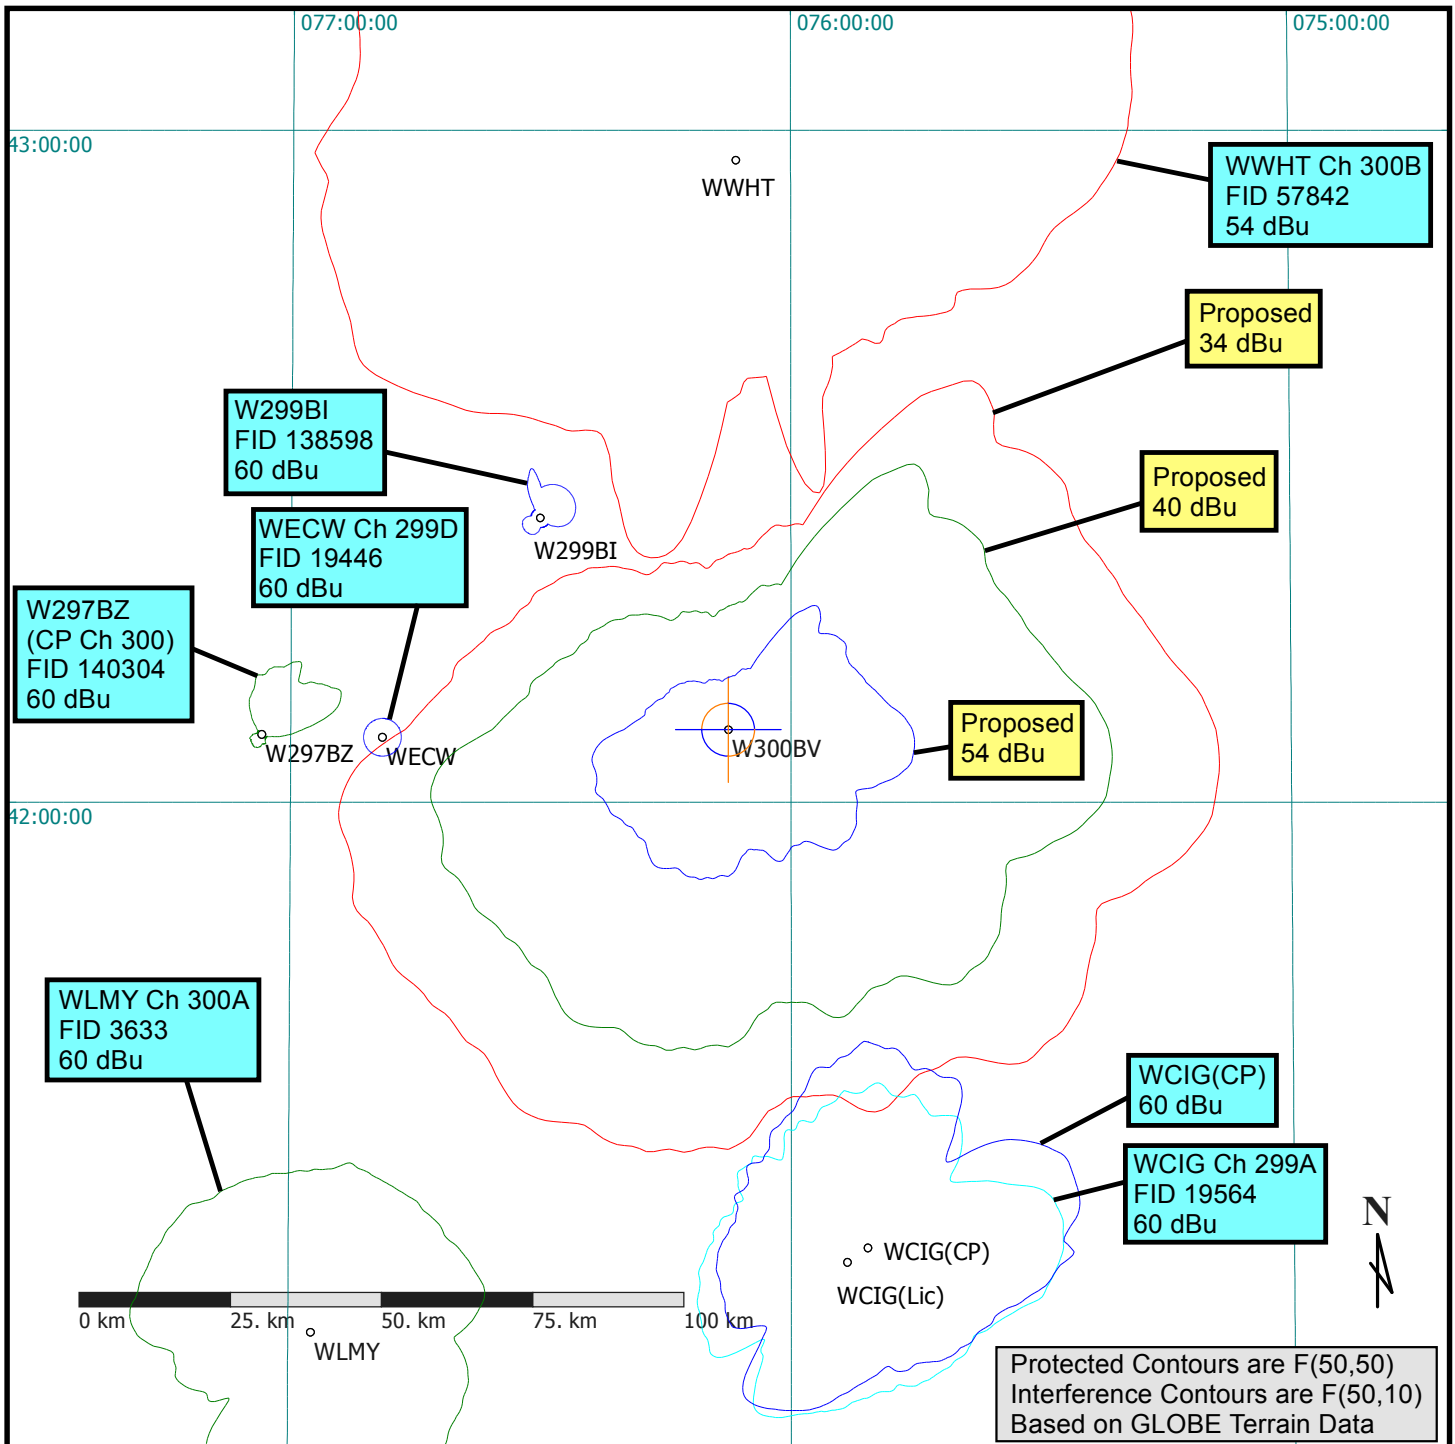 077:00:00
076:00:00
075:00:00
43:00:00
WWHT
WWHT Ch 300B
FID 57842
54 dBu
Proposed
34 dBu
W299BI
FID 138598
60 dBu
Proposed
40 dBu
WECW Ch 299D
FID 19446
60 dBu
W299BI
W297BZ
(CP Ch 300)
FID 140304
60 dBu
W297BZ
WECW
W300BV
Proposed
54 dBu
42:00:00
WLMY Ch 300A
FID 3633
60 dBu
WCIG(CP)
60 dBu
WCIG Ch 299A
FID 19564
60 dBu
N
WCIG(CP)
WCIG(Lic)
0 km
25. km
50. km
75. km
100 km
WLMY
Protected Contours are F(50,50)
Interference Contours are F(50,10)
Based on GLOBE Terrain Data